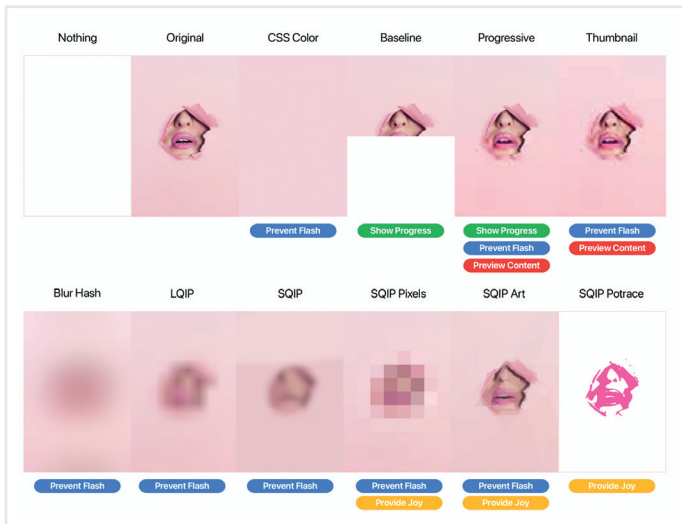 Nothing
Original
CSS Color
Baseline
Progressive
Thumbnail
Prevent Flash
Show Progress
Show Progress
Prevent Flash
Preview Content
Prevent Flash
Preview Content
Blur Hash
LQIP
SQIP
SQIP Pixels
SQIP Art
SQIP Potrace
Prevent Flash
Prevent Flash
Prevent Flash
Prevent Flash
Provide Joy
Prevent Flash
Provide Joy
Provide Joy